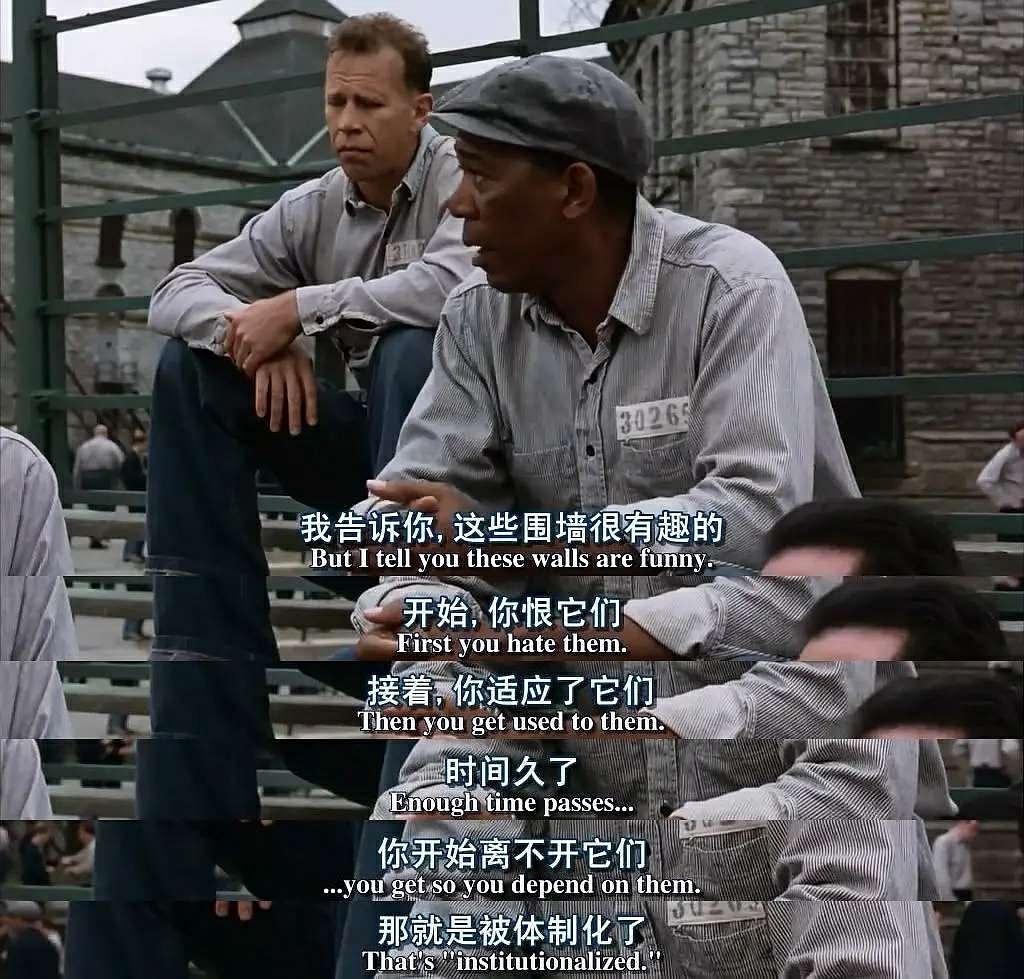 30265
我告诉你, 这些围墙很有趣的
But I tell you these walls are funny.
开始, 你恨它们
First you hate them.
接着, 你适应了它们
Then you get used to them.
时间久了
Enough time passes...
你开始离不开它们
...you get so you depend on them.
那就是被体制化了
30265
That's "institutionalized."